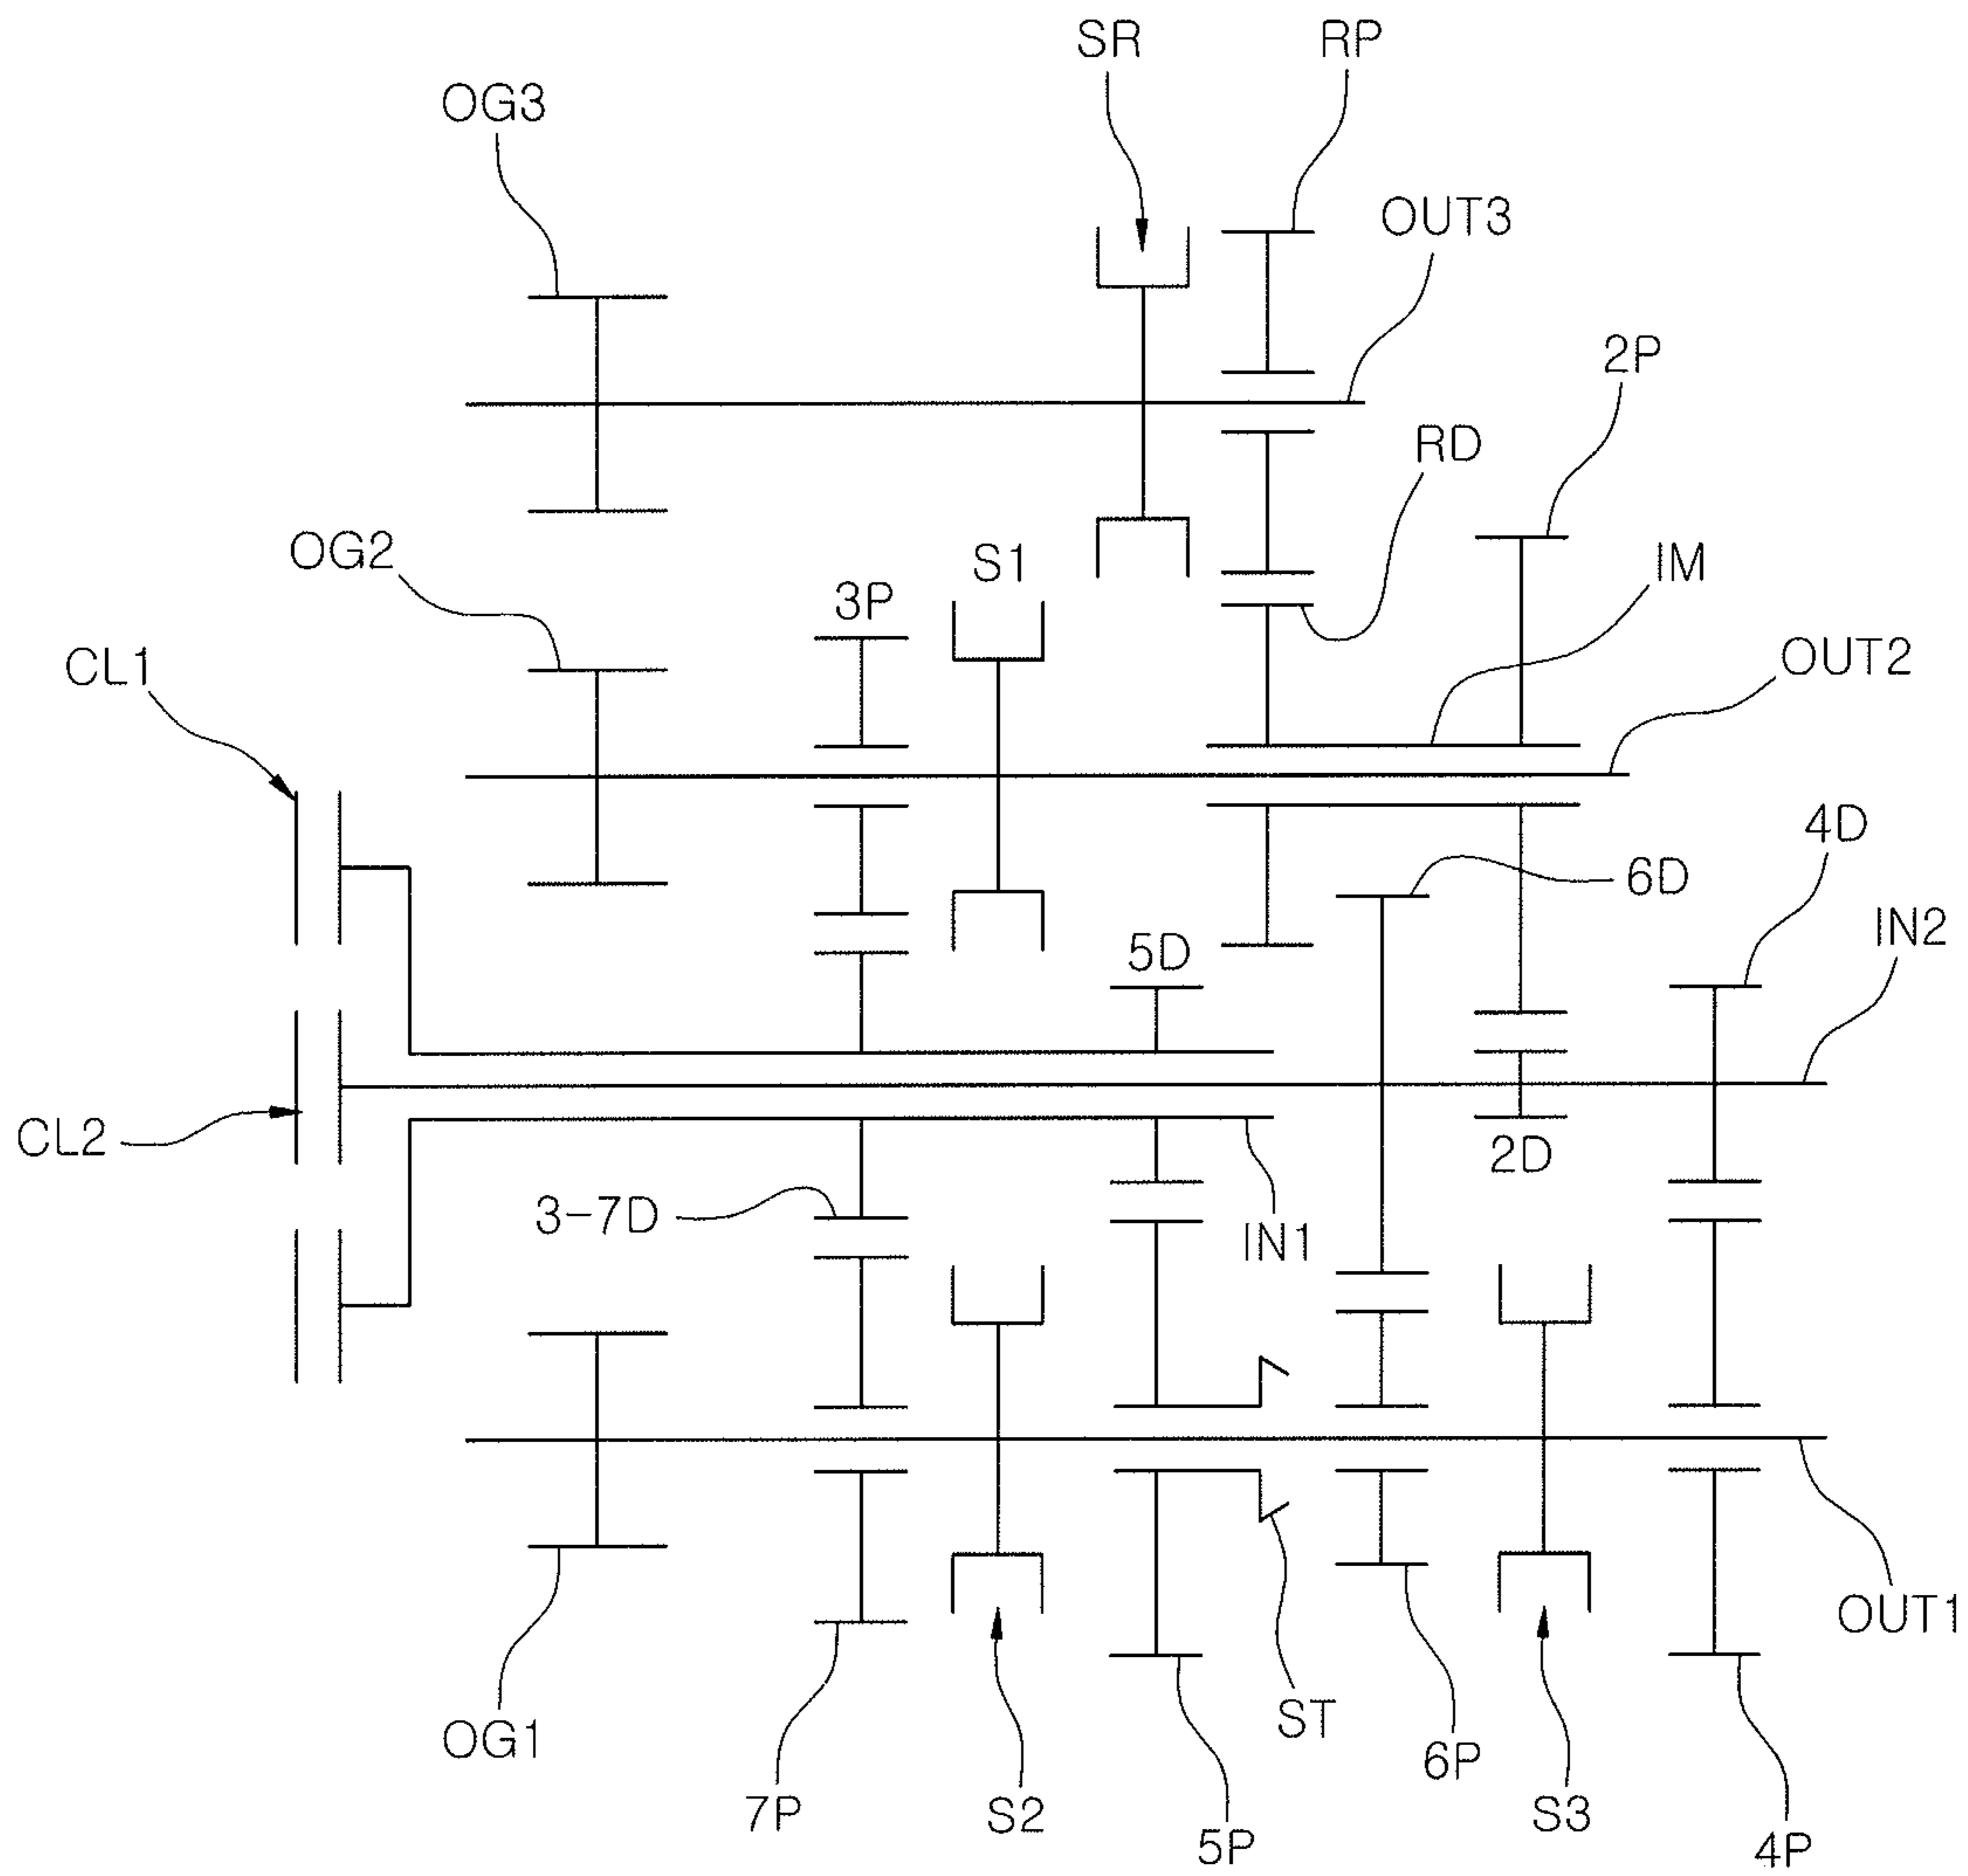 SR
RP
OG3
OUT3
2P
RD
OG2
S1
IM
3P
CL1
OUT2
4D
6D
IN2
5D
CL2
2D
3-7D
IN1
OUT1
ST
OG1
6P
7P
S2
S3
5P
4P